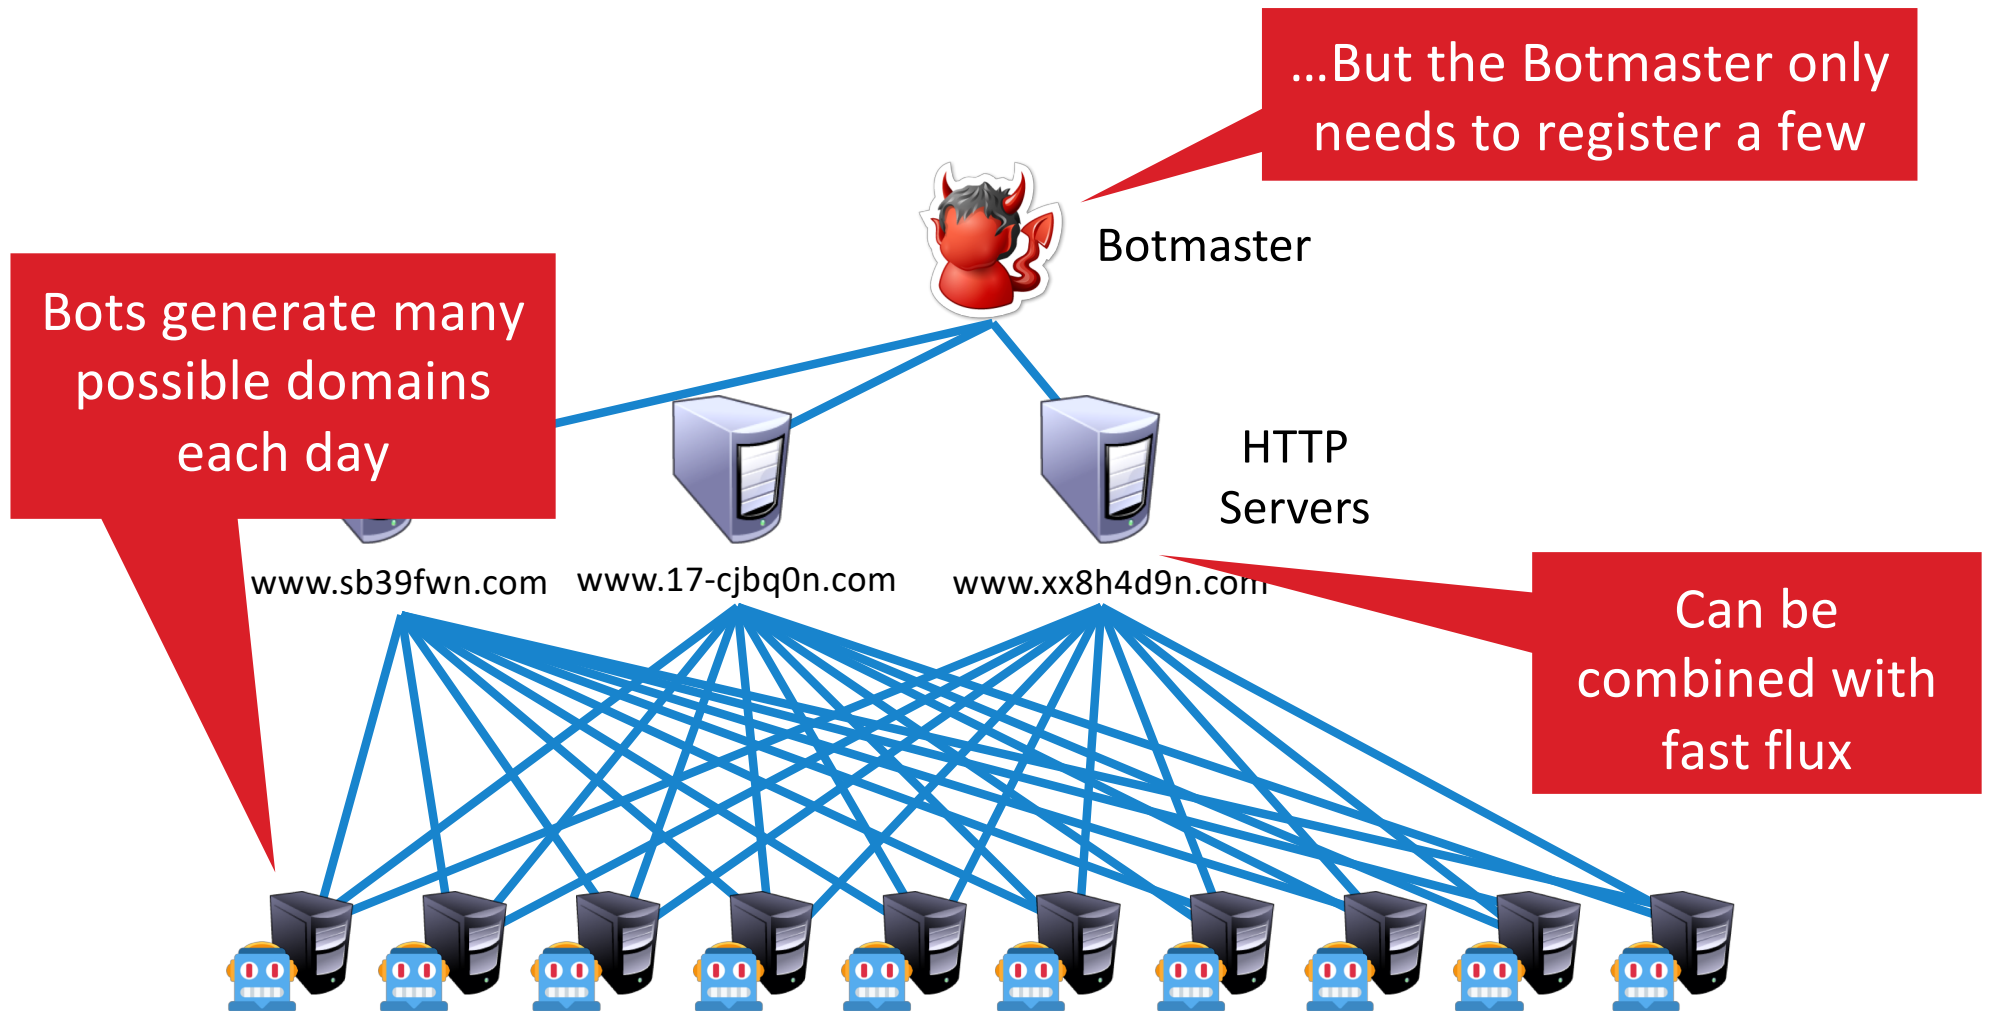 …But the Botmaster only
needs to register a few
Botmaster
Bots generate many
possible domains
each day
HTTP
Servers
www.sb39fwn.com
www.17-cjbq0n.com
www.xx8h4d9n.com
Can be
combined with
fast flux